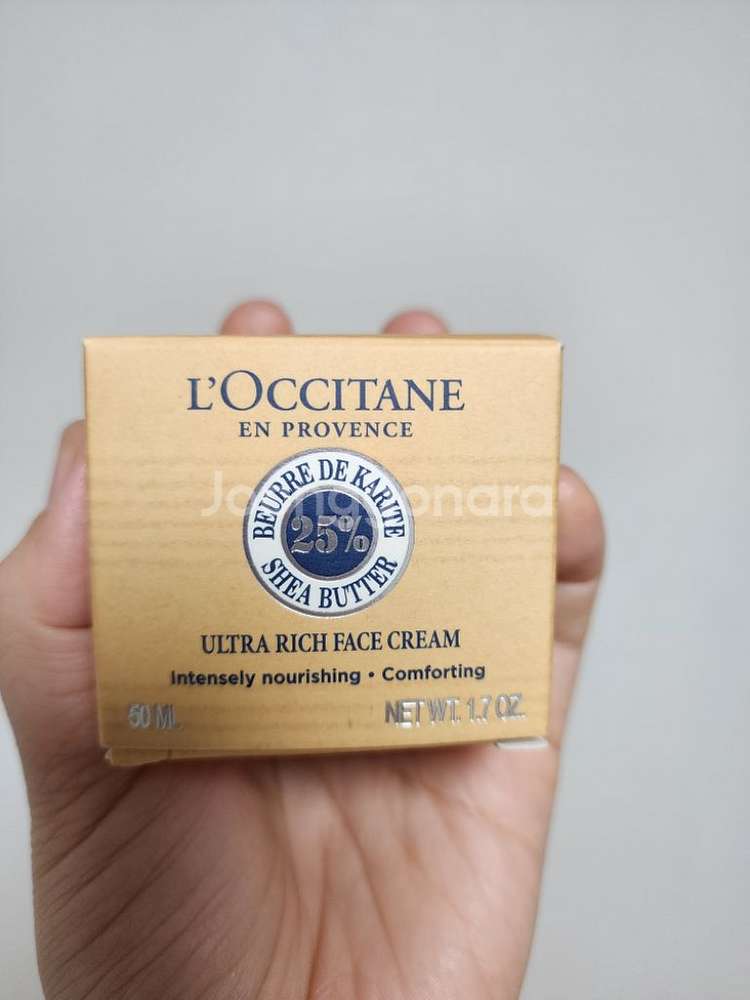 L'OCCITANE
EN PROVENCE
BEURRE DE KARITÉ
25%
SHEA BUTTER
ULTRA RICH FACE CREAM
Intensely nourishing • Comforting
50 ML
NET WT. 1.7 OZ.